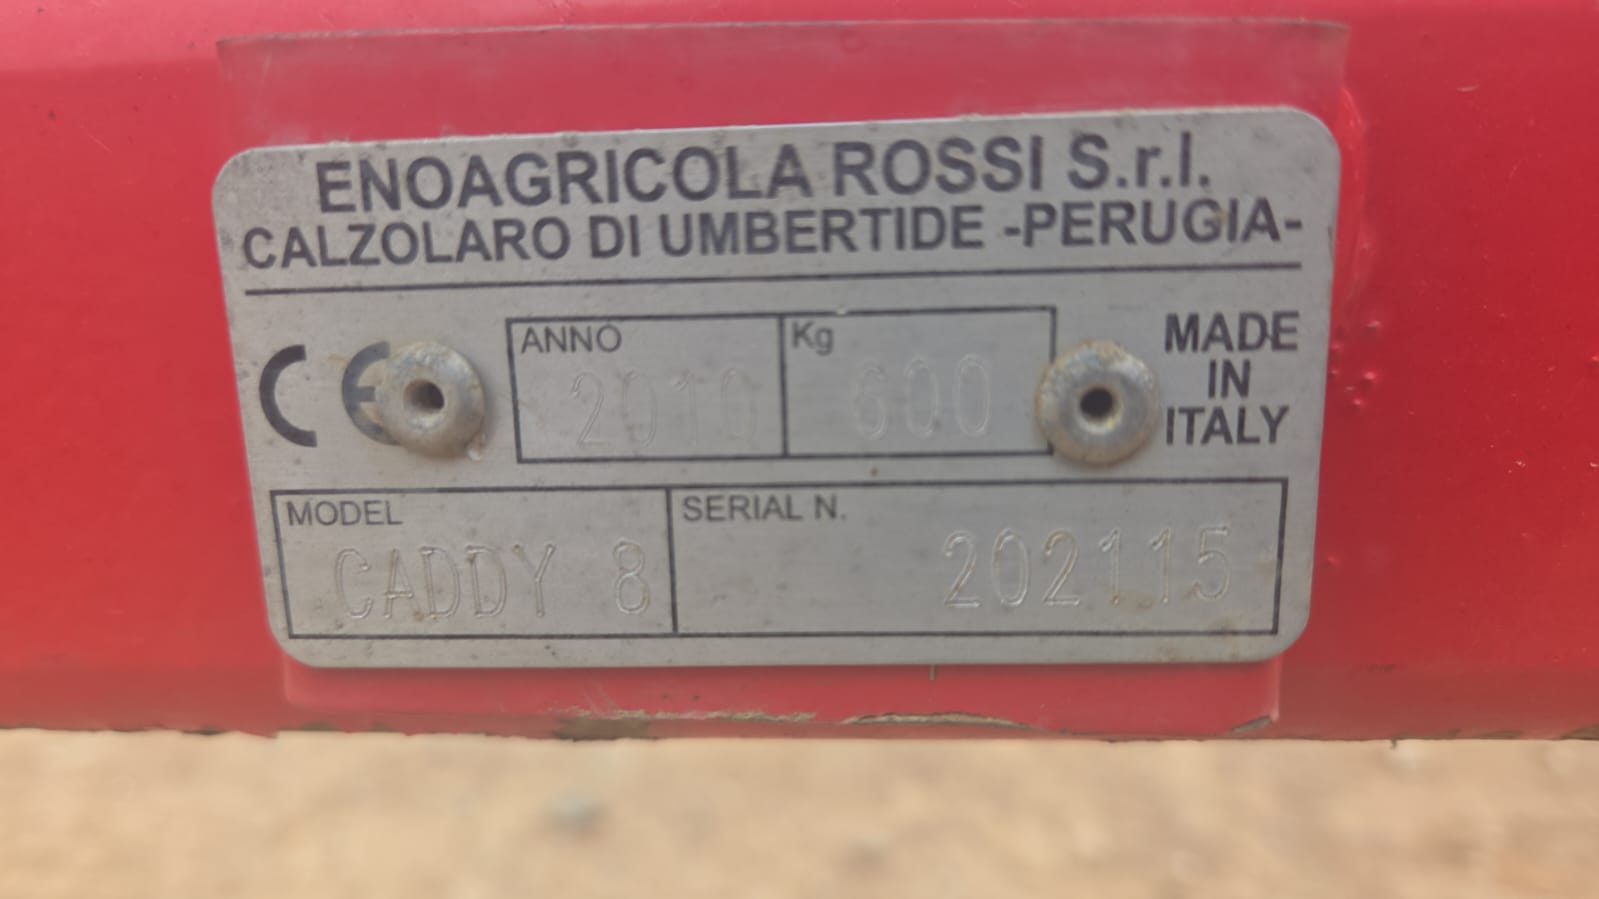 ENOAGRICOLA ROSSI S.r.l.
CALZOLARO DI UMBERTIDE -PERUGIA-
CE
ANNO
2010
Kg
600
MADE
IN
ITALY
MODEL
CADDY 8
SERIAL N.
202115